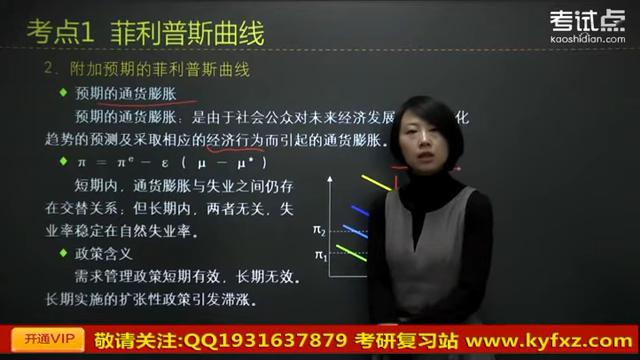 考试点
kaoshidian.com
考点1 菲利普斯曲线
2. 附加预期的菲利普斯曲线
预期的通货膨胀
预期的通货膨胀：是由于社会公众对未来经济发展 化
趋势的预测及采取相应的经济行为而引起的通货膨胀。
π = πᵉ - ε ( μ - μ* )
短期内，通货膨胀与失业之间仍存
在交替关系；但长期内，两者无关，失
业率稳定在自然失业率。
π₂
π₁
政策含义
需求管理政策短期有效，长期无效。
长期实施的扩张性政策引发滞涨。
开通VIP
敬请关注:QQ1931637879 考研复习站 www.kyfxz.com